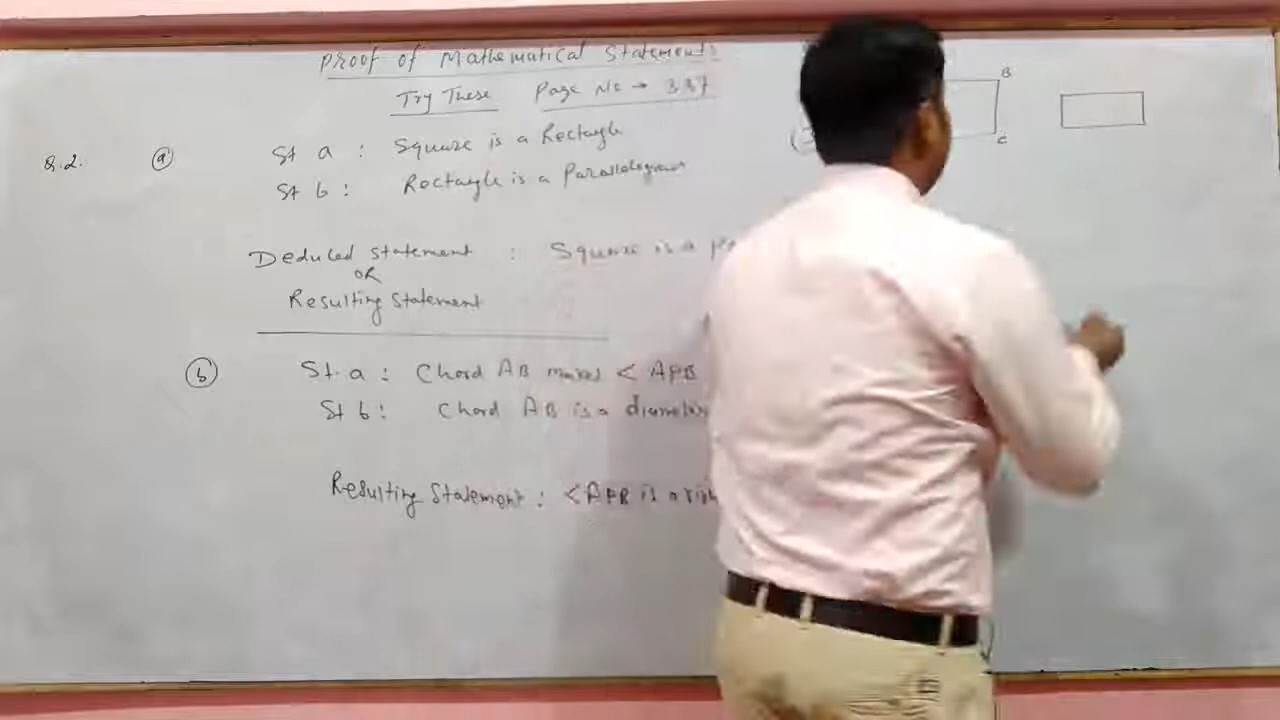 Proof of Mathematical Statements
Try These Page No → 337
Q.2. (a) St a : Square is a Rectangle
St b : Rectangle is a Parallelogram
Deduced statement : Square is a
OR
Resulting Statement
(b) St. a : Chord AB makes < APB
St b : Chord AB is a diameter
Resulting Statement : < APB is a
B
C